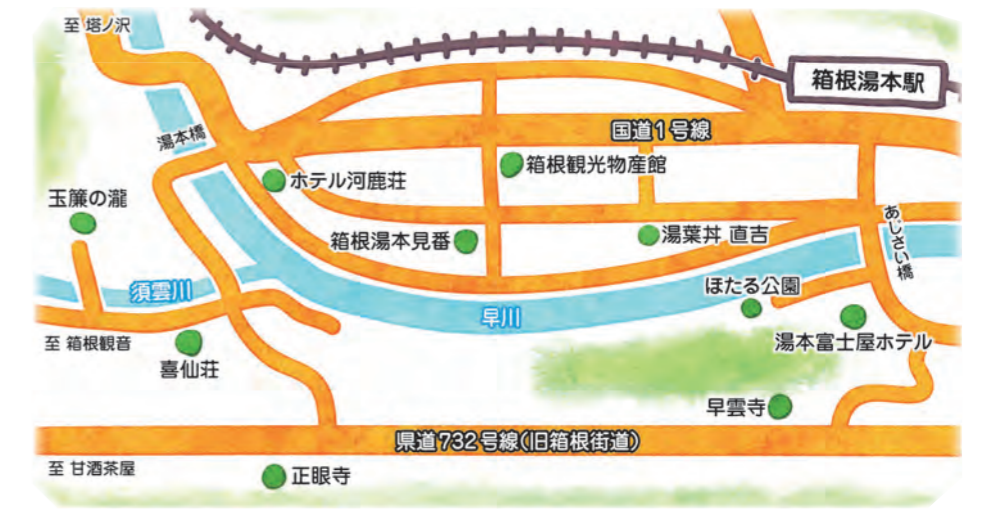 至 塔ノ沢
箱根湯本駅
国道1号線
湯本橋
箱根観光物産館
ホテル河鹿荘
玉簾の瀧
箱根湯本見番
湯葉丼 直吉
あじさい橋
須雲川
ほたる公園
早川
至 箱根観音
湯本富士屋ホテル
喜仙荘
早雲寺
県道732号線(旧箱根街道)
至 甘酒茶屋
正眼寺